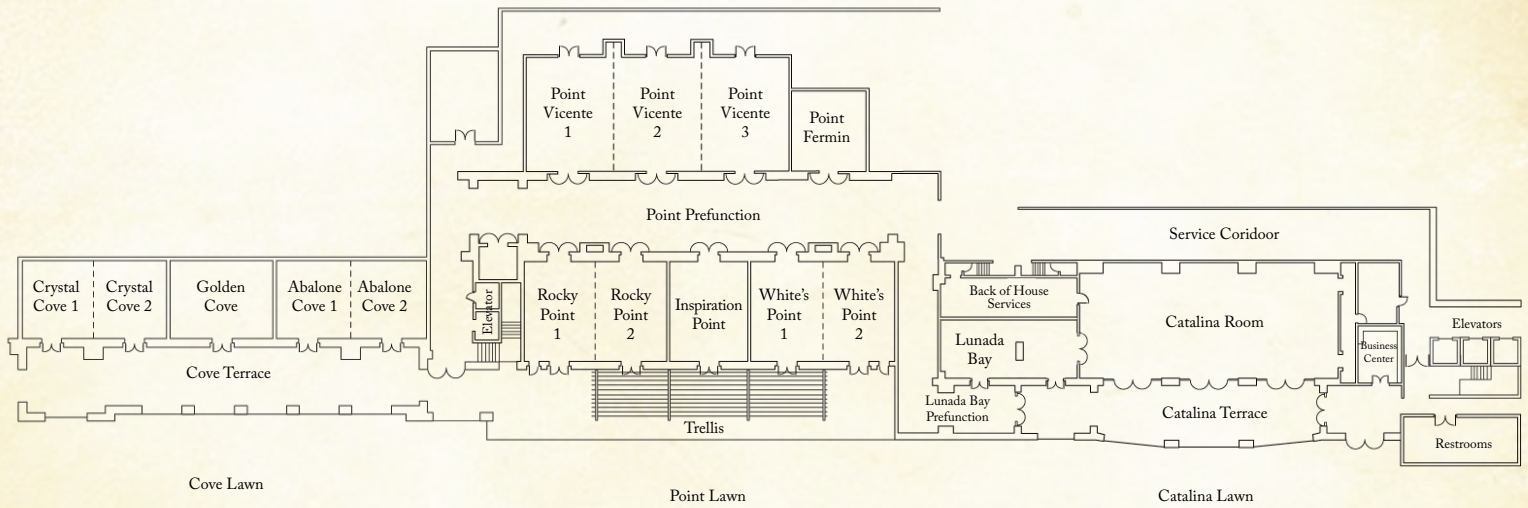 Point
Vicente
1
Point
Vicente
2
Point
Vicente
3
Point
Fermin
Point Prefunction
Service Coridoor
Crystal
Cove 1
Crystal
Cove 2
Golden
Cove
Abalone
Cove 1
Abalone
Cove 2
Elevator
Rocky
Point
1
Rocky
Point
2
Inspiration
Point
White's
Point
1
White's
Point
2
Back of House
Services
Lunada
Bay
Catalina Room
Business
Center
Elevators
Cove Terrace
Lunada Bay
Prefunction
Catalina Terrace
Trellis
Restrooms
Cove Lawn
Point Lawn
Catalina Lawn